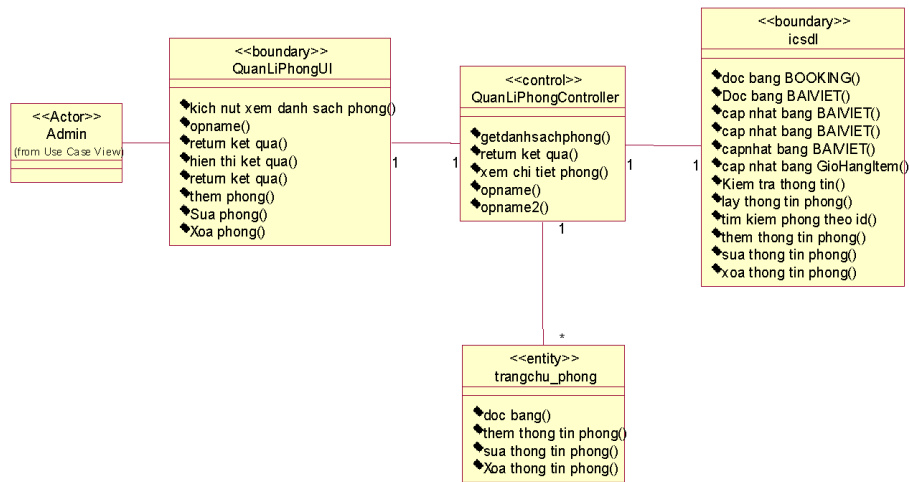 <<Actor>>
Admin
(from Use Case View)
<<boundary>>
QuanLiPhongUI
kich nut xem danh sach phong()
opname()
return ket qua()
hien thi ket qua()
return ket qua()
them phong()
Sua phong()
Xoa phong()
1
1
<<control>>
QuanLiPhongController
getdanhsachphong()
return ket qua()
xem chi tiet phong()
opname()
opname2()
1
1
1
*
<<boundary>>
icsdl
doc bang BOOKING()
Doc bang BAIVIET()
cap nhat bang BAIVIET()
cap nhat bang BAIVIET()
capnhat bang BAIVIET()
cap nhat bang GioHangItem()
Kiem tra thong tin()
lay thong tin phong()
tim kiem phong theo id()
them thong tin phong()
sua thong tin phong()
xoa thong tin phong()
<<entity>>
trangchu_phong
doc bang()
them thong tin phong()
sua thong tin phong()
Xoa thong tin phong()